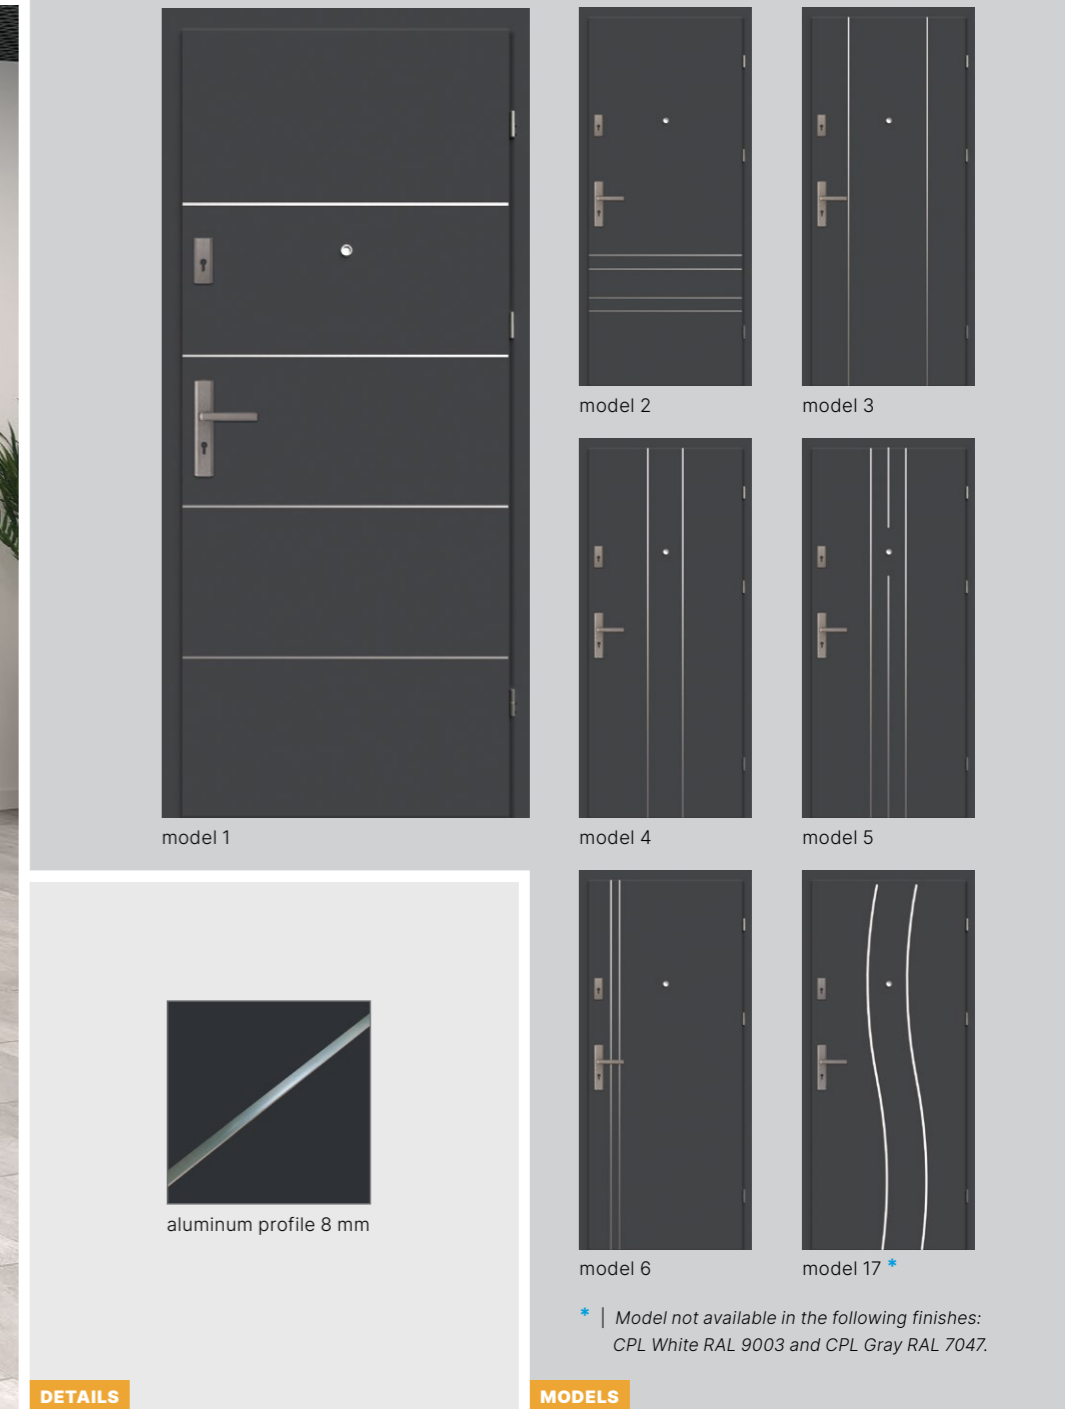 model 1
model 2
model 3
model 4
model 5
aluminum profile 8 mm
model 6
model 17 *
* | Model not available in the following finishes:
CPL White RAL 9003 and CPL Gray RAL 7047.
DETAILS
MODELS